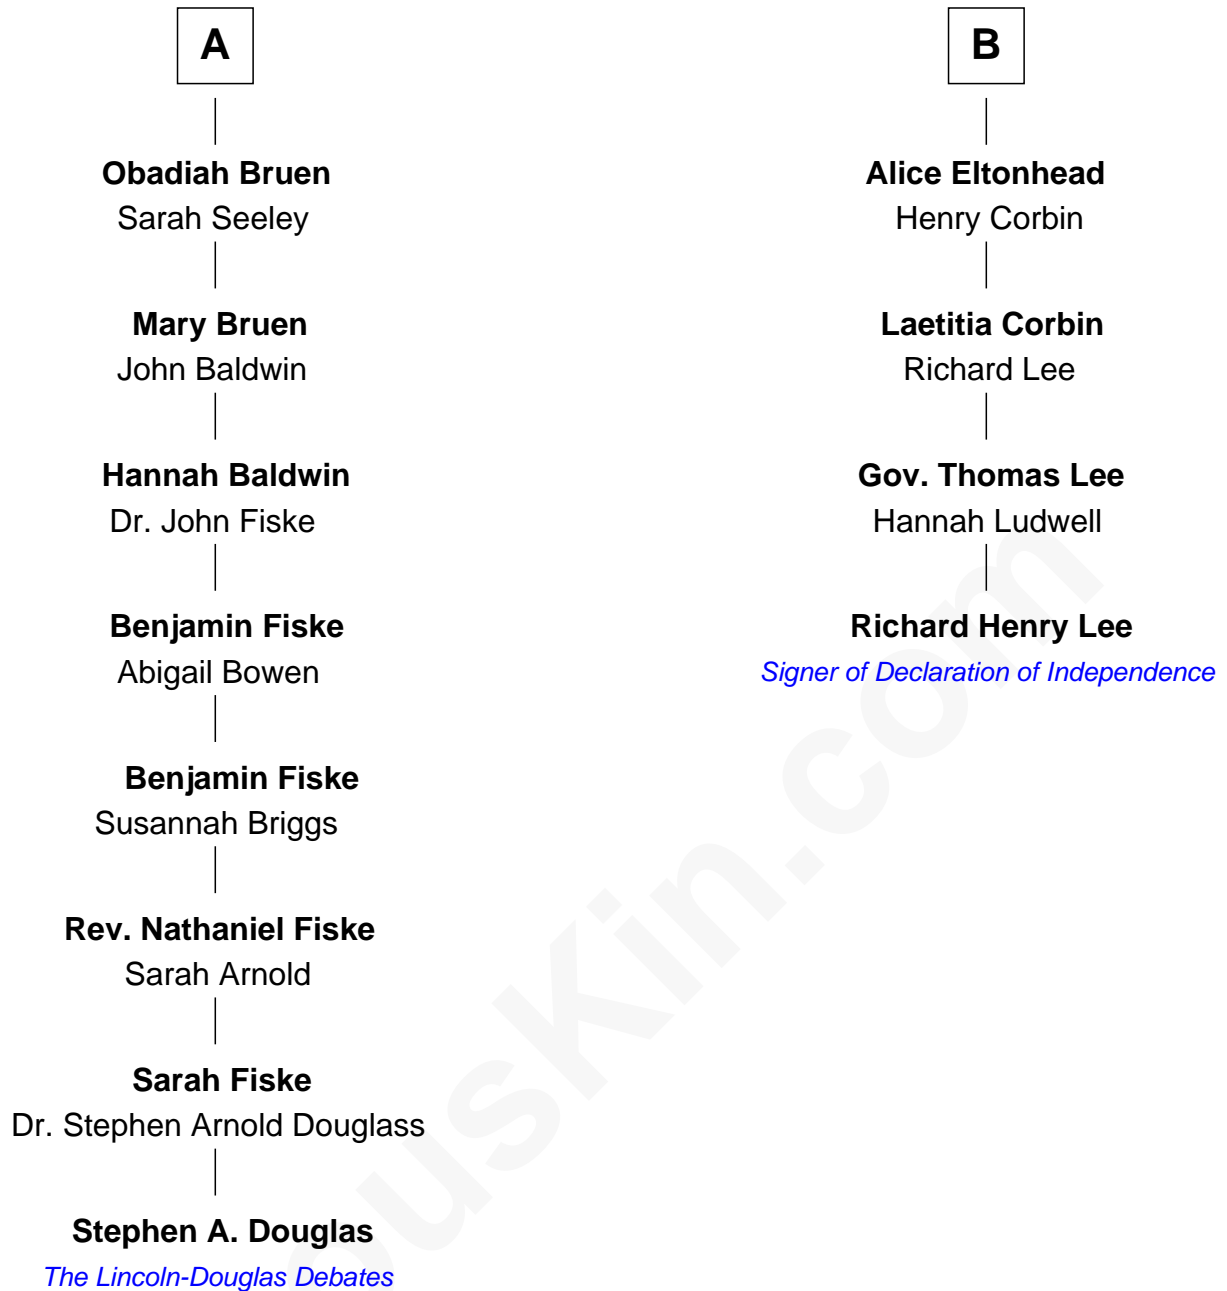 A
Obadiah Bruen
Sarah Seeley
Mary Bruen
John Baldwin
Hannah Baldwin
Dr. John Fiske
Benjamin Fiske
Abigail Bowen
Benjamin Fiske
Susannah Briggs
Rev. Nathaniel Fiske
Sarah Arnold
Sarah Fiske
Dr. Stephen Arnold Douglass
Stephen A. Douglas
The Lincoln-Douglas Debates
B
Alice Eltonhead
Henry Corbin
Laetitia Corbin
Richard Lee
Gov. Thomas Lee
Hannah Ludwell
Richard Henry Lee
Signer of Declaration of Independence
ousKin.com